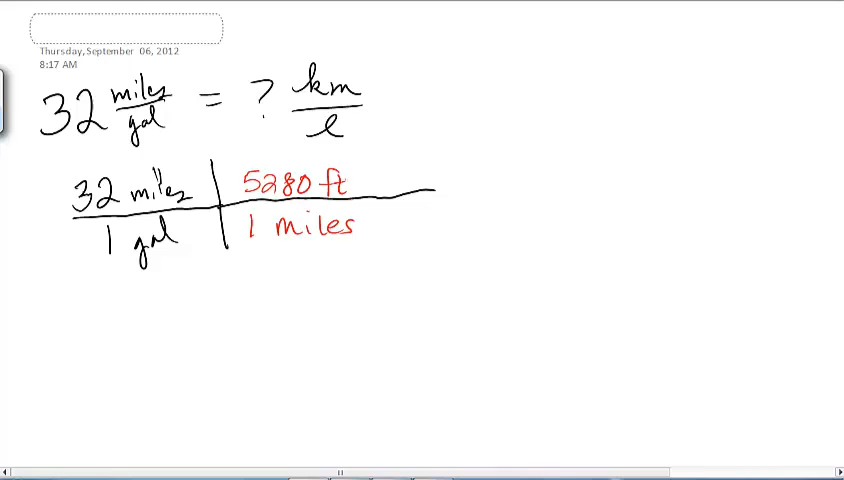 Thursday, September 06, 2012
8:17 AM
32 miles/gal = ? km/l
32 miles | 5280 ft
1 gal | 1 miles